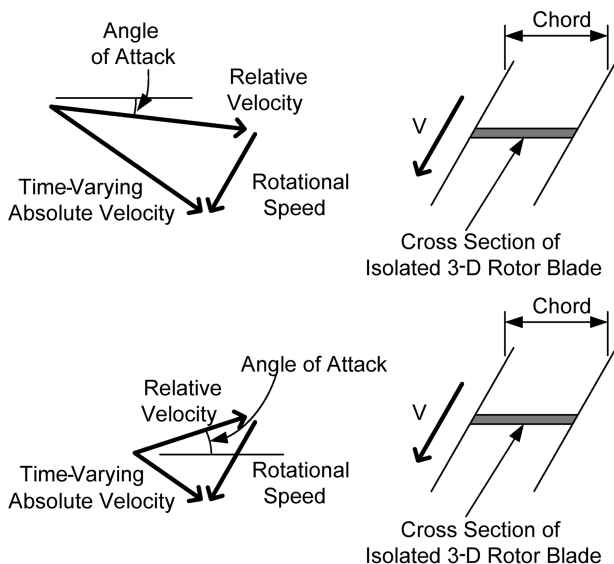 Angle
of Attack
Relative
Velocity
Time-Varying
Absolute Velocity
Rotational
Speed
Chord
V
Cross Section of
Isolated 3-D Rotor Blade
Angle of Attack
Relative
Velocity
Time-Varying
Absolute Velocity
Rotational
Speed
Chord
V
Cross Section of
Isolated 3-D Rotor Blade